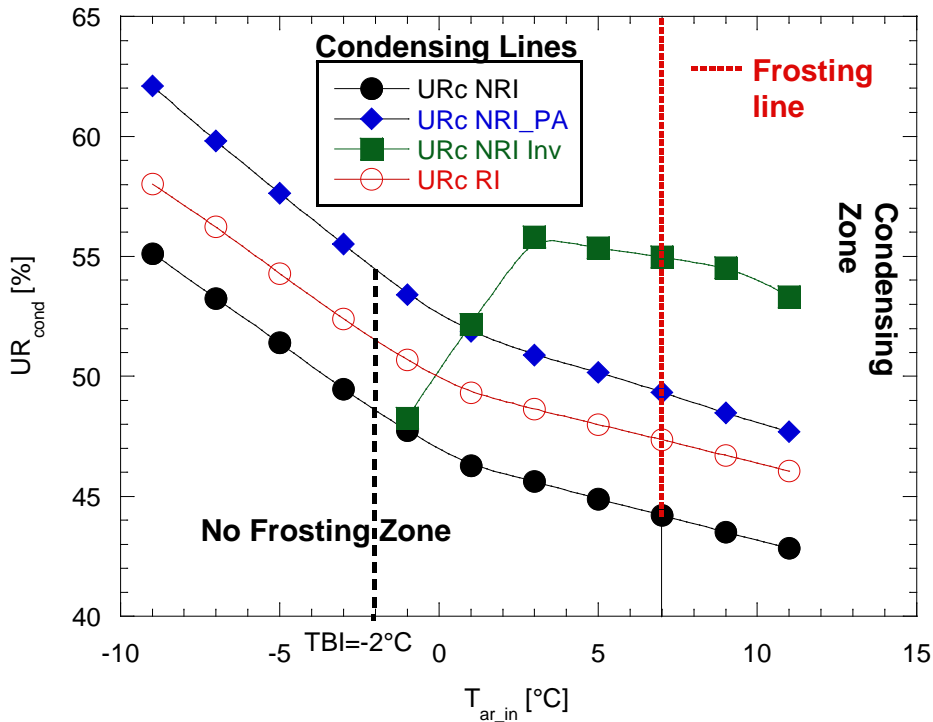 65
60
55
50
45
40
UR_cond [%]
Condensing Lines
URc NRI
URc NRI_PA
URc NRI Inv
URc RI
Frosting
line
Condensing
Zone
No Frosting Zone
TBI=-2°C
-10
-5
0
5
10
15
T_ar_in [°C]